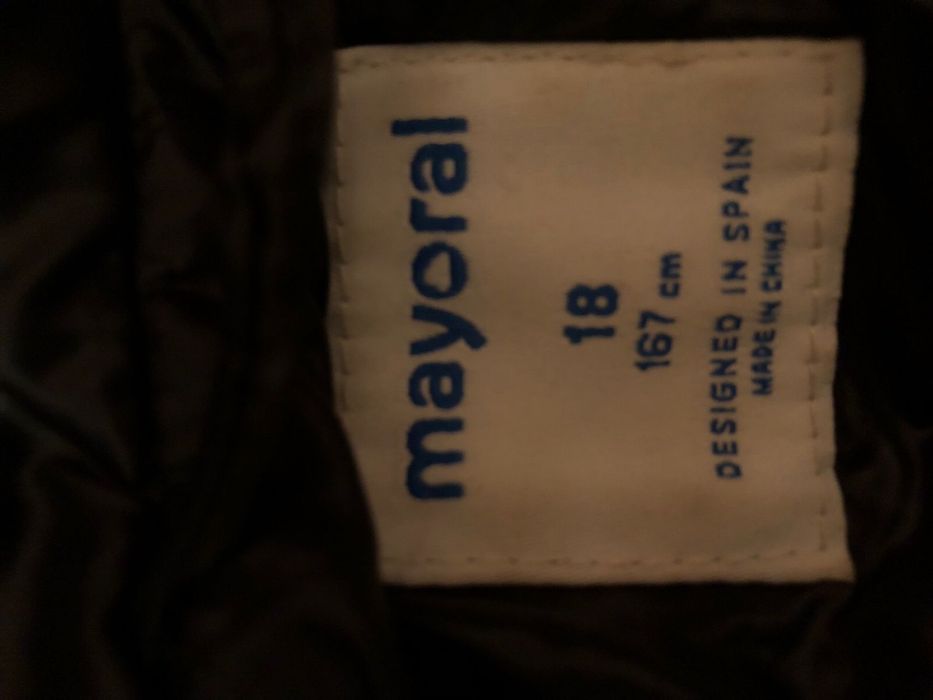 mayoral
18
167 cm
DESIGNED IN SPAIN
MADE IN CHINA